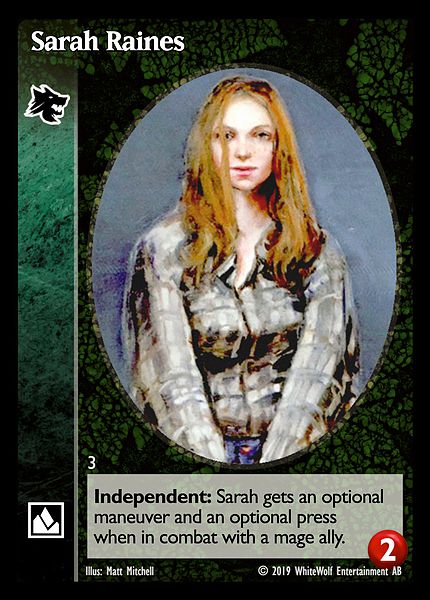 Sarah Raines
3
Independent: Sarah gets an optional
maneuver and an optional press
when in combat with a mage ally.
2
Illus: Matt Mitchell © 2019 WhiteWolf Entertainment AB